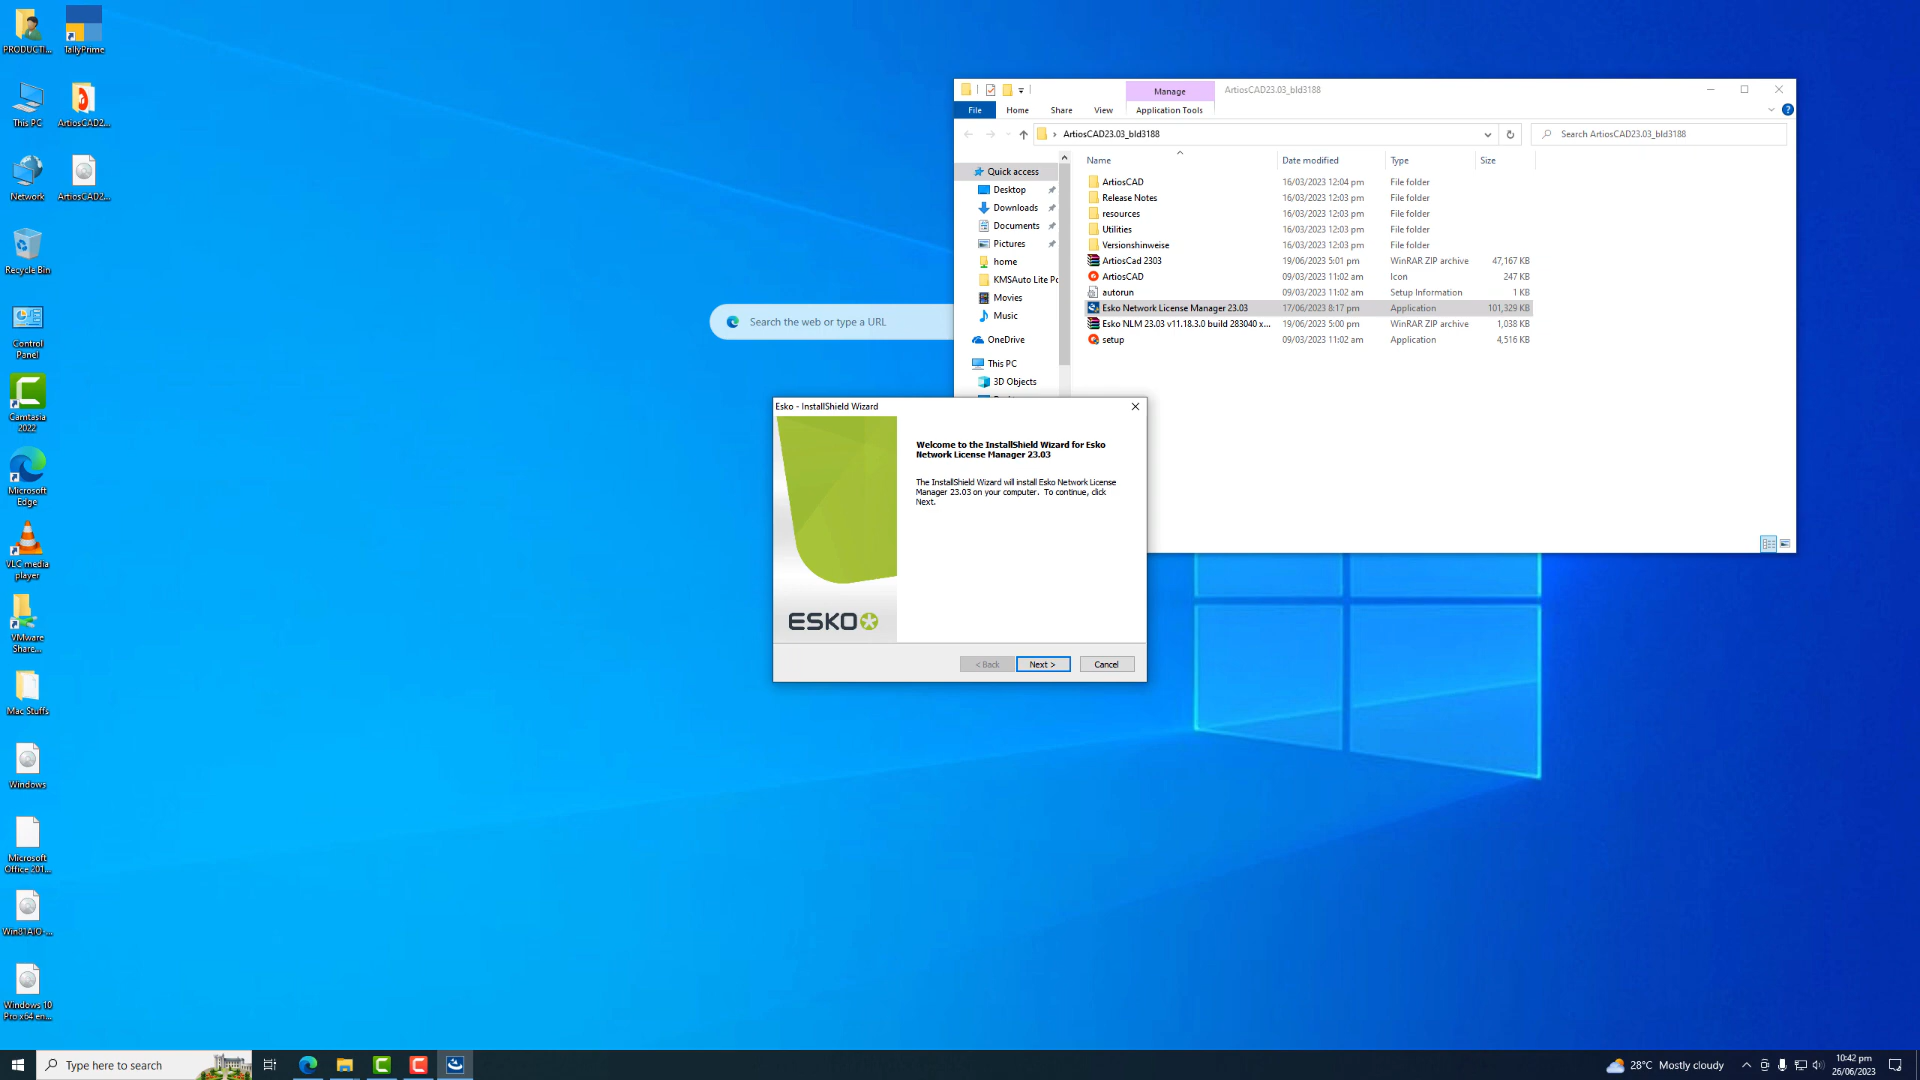 PRODUCTI...
TallyPrime
This PC
ArtiosCAD2...
Network
ArtiosCAD2...
Recycle Bin
Control
Panel
Camtasia
2022
Microsoft
Edge
VLC media
player
VMware
Share...
Mac Stuffs
Windows
Microsoft
Office 201...
Win81AIO-...
Windows 10
Pro x64 en...
Search the web or type a URL
Manage
ArtiosCAD23.03_bld3188
File
Home
Share
View
Application Tools
ArtiosCAD23.03_bld3188
Search ArtiosCAD23.03_bld3188
Quick access
Desktop
Downloads
Documents
Pictures
home
KMSAuto Lite Po
Movies
Music
OneDrive
This PC
3D Objects
Name Date modified Type Size
ArtiosCAD 16/03/2023 12:04 pm File folder
Release Notes 16/03/2023 12:03 pm File folder
resources 16/03/2023 12:03 pm File folder
Utilities 16/03/2023 12:03 pm File folder
Versionshinweise 16/03/2023 12:03 pm File folder
ArtiosCad 2303 19/06/2023 5:01 pm WinRAR ZIP archive 47,167 KB
ArtiosCAD 09/03/2023 11:02 am Icon 247 KB
autorun 09/03/2023 11:02 am Setup Information 1 KB
Esko Network License Manager 23.03 17/06/2023 8:17 pm Application 101,329 KB
Esko NLM 23.03 v11.18.3.0 build 283040 x... 19/06/2023 5:00 pm WinRAR ZIP archive 1,038 KB
setup 09/03/2023 11:02 am Application 4,516 KB
Esko - InstallShield Wizard
Welcome to the InstallShield Wizard for Esko
Network License Manager 23.03
The InstallShield Wizard will install Esko Network License
Manager 23.03 on your computer. To continue, click
Next.
ESKO
< Back
Next >
Cancel
Type here to search
28°C Mostly cloudy
10:42 pm
26/06/2023